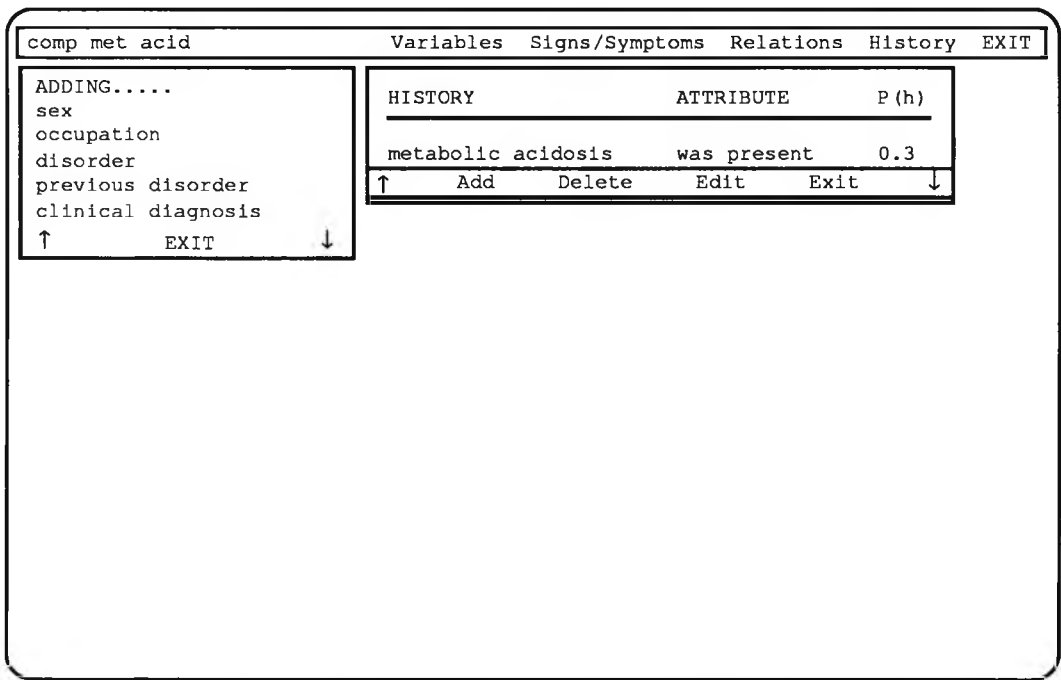 comp met acid Variables Signs/Symptoms Relations History EXIT
ADDING.....
sex
occupation
disorder
previous disorder
clinical diagnosis
↑ EXIT ↓
HISTORY ATTRIBUTE P(h)
metabolic acidosis was present 0.3
↑ Add Delete Edit Exit ↓